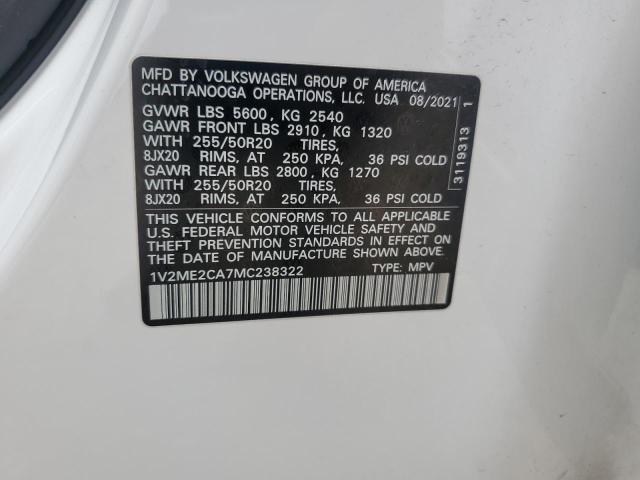 MFD BY VOLKSWAGEN GROUP OF AMERICA
CHATTANOOGA OPERATIONS, LLC. USA 08/2021
GVWR LBS 5600 , KG 2540
GAWR FRONT LBS 2910 , KG 1320
WITH 255/50R20 TIRES,
8JX20 RIMS, AT 250 KPA, 36 PSI COLD
GAWR REAR LBS 2800 , KG 1270
WITH 255/50R20 TIRES,
8JX20 RIMS, AT 250 KPA, 36 PSI COLD
THIS VEHICLE CONFORMS TO ALL APPLICABLE
U.S. FEDERAL MOTOR VEHICLE SAFETY AND
THEFT PREVENTION STANDARDS IN EFFECT ON
THE DATE OF MANUFACTURE SHOWN ABOVE.
1V2ME2CA7MC238322 TYPE: MPV
3119313 1